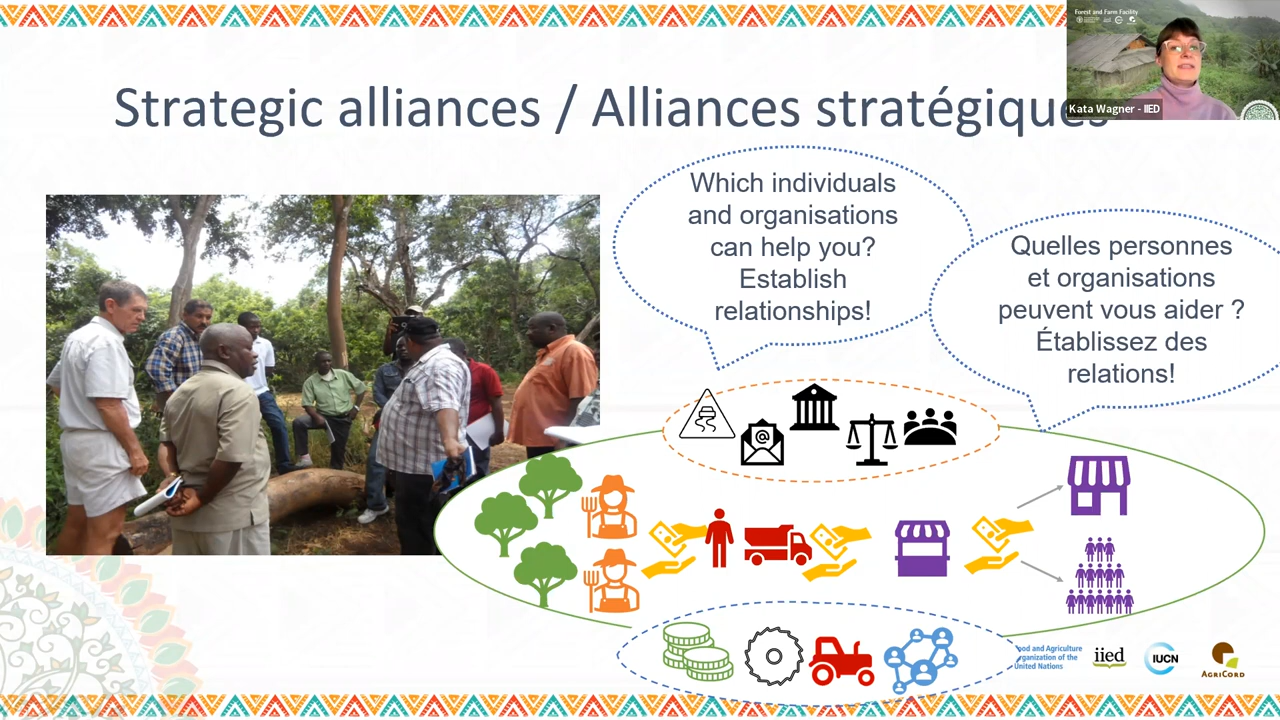 Forest and Farm Facility
Kata Wagner - IIED
Strategic alliances / Alliances stratégiques
Which individuals
and organisations
can help you?
Establish
relationships!
Quelles personnes
et organisations
peuvent vous aider ?
Établissez des
relations!
@
Food and Agriculture
Organization of the
United Nations
iied
IUCN
AGRICORD